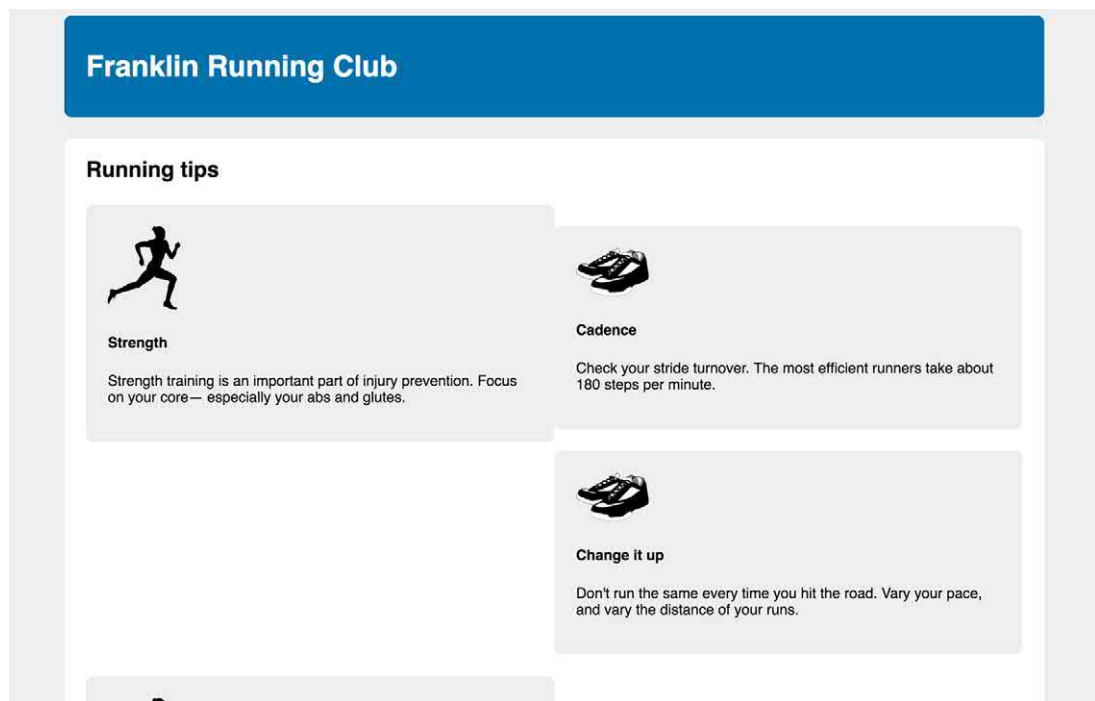 Franklin Running Club
Running tips
Strength
Strength training is an important part of injury prevention. Focus
on your core— especially your abs and glutes.
Cadence
Check your stride turnover. The most efficient runners take about
180 steps per minute.
Change it up
Don't run the same every time you hit the road. Vary your pace,
and vary the distance of your runs.